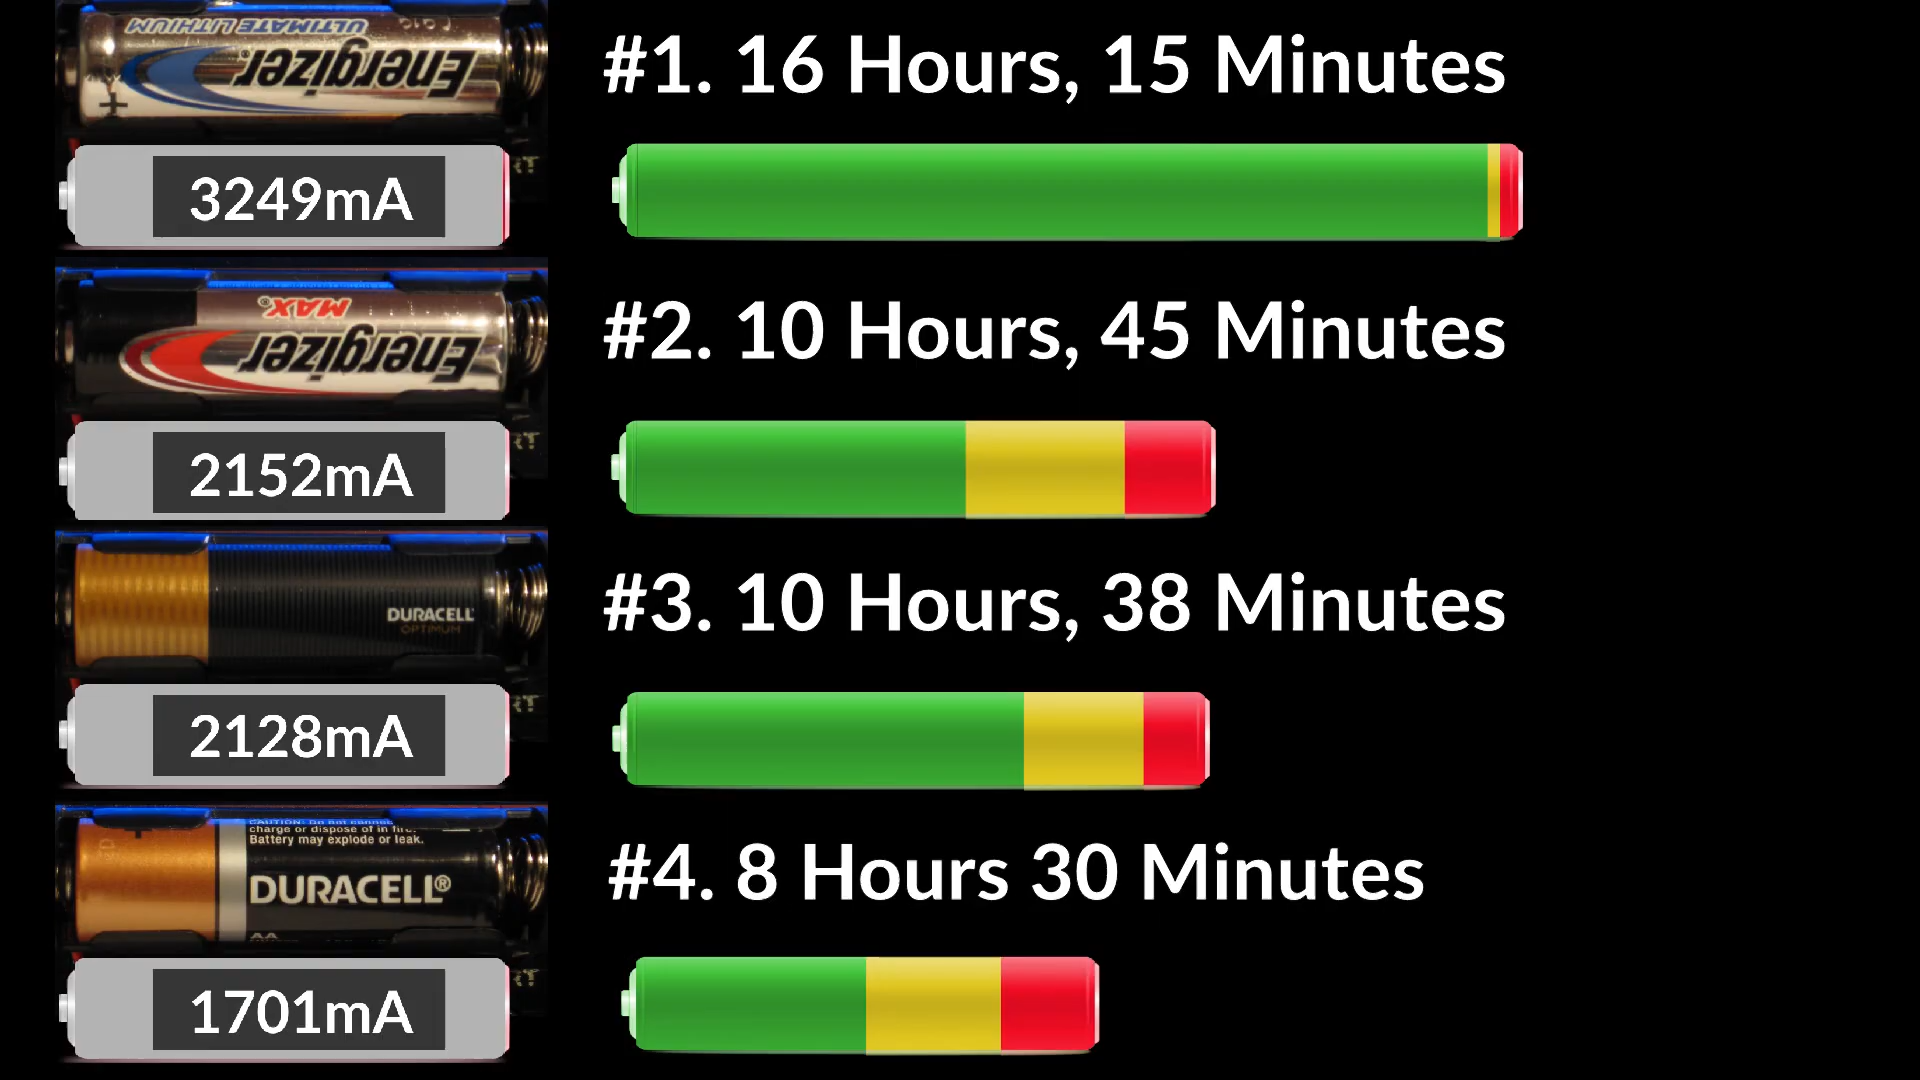 ULTIMATE LITHIUM
Energizer®
+
#1. 16 Hours, 15 Minutes
3249mA
MAX®
Energizer
#2. 10 Hours, 45 Minutes
2152mA
DURACELL
OPTIMUM
#3. 10 Hours, 38 Minutes
2128mA
charge or dispose of in fire.
Battery may explode or leak.
DURACELL®
AA
#4. 8 Hours 30 Minutes
1701mA